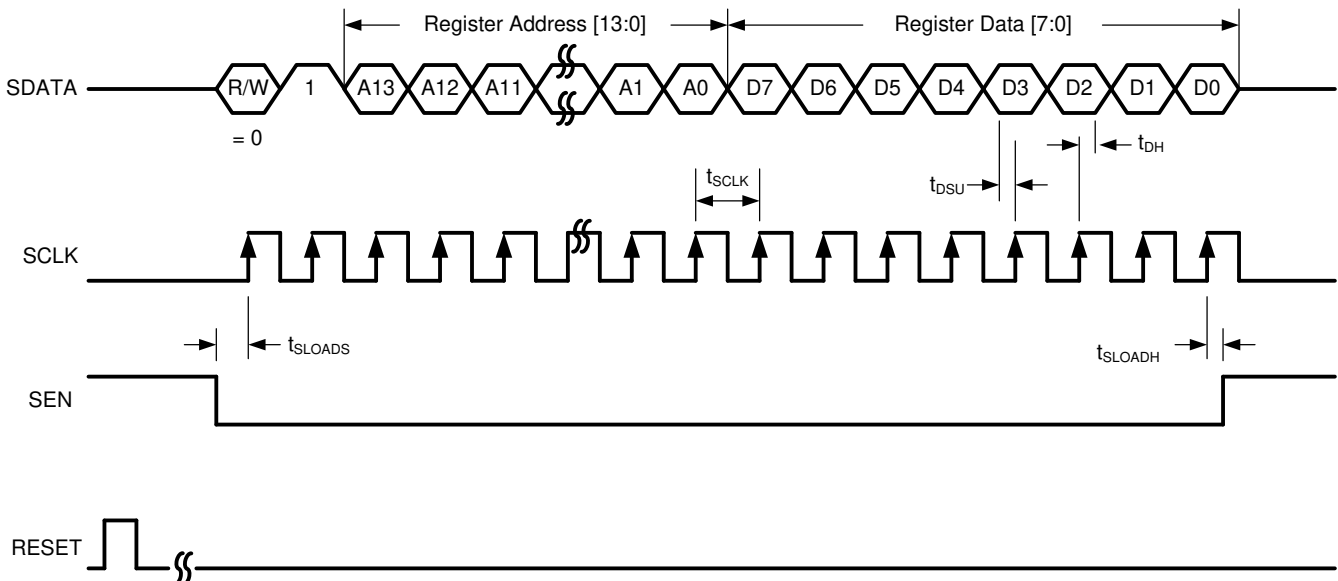 Register Address [13:0] Register Data [7:0]
SDATA R/W 1 A13 A12 A11 A1 A0 D7 D6 D5 D4 D3 D2 D1 D0
= 0
tDH
tSCLK
tDSU
SCLK
tSLOADS tSLOADH
SEN
RESET